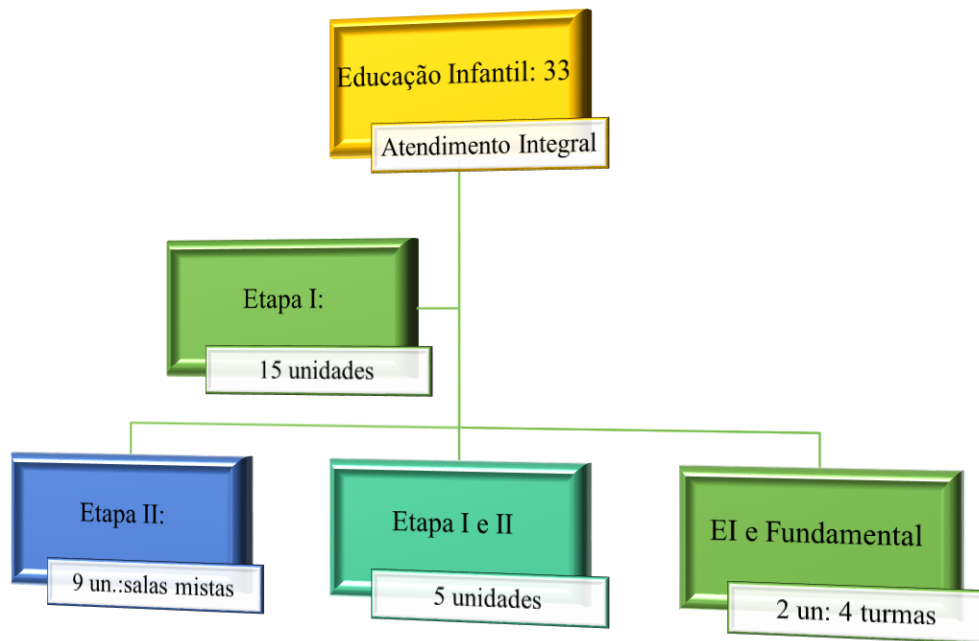 Educação Infantil: 33
Atendimento Integral
Etapa I:
15 unidades
Etapa II:
9 un.:salas mistas
Etapa I e II
5 unidades
EI e Fundamental
2 un: 4 turmas